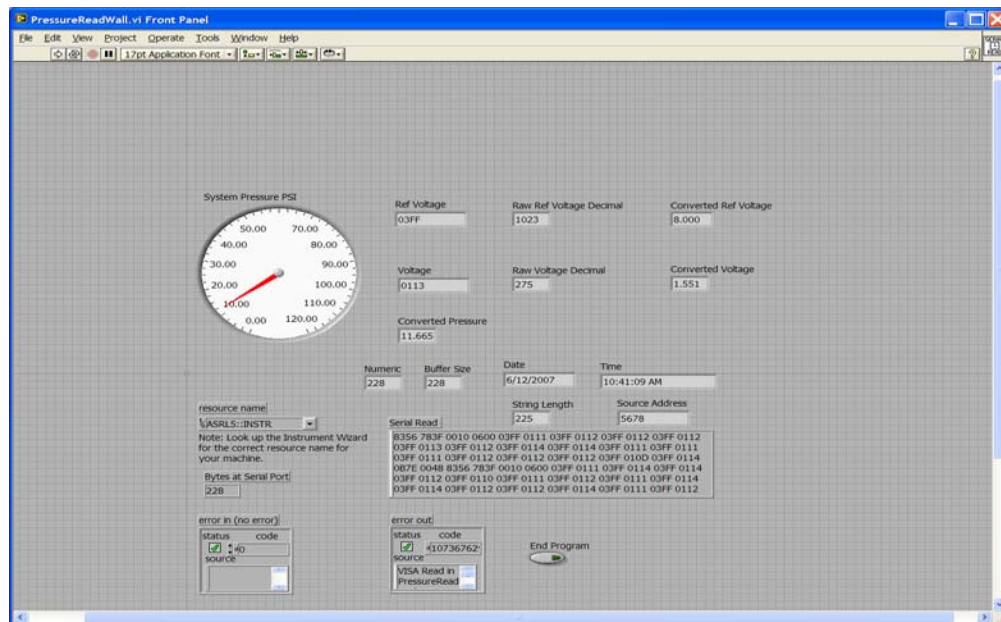 PressureReadWall.vi Front Panel
File Edit View Project Operate Tools Window Help
17pt Application Font
System Pressure PSI
50.00 70.00
40.00 80.00
30.00 90.00
20.00 100.00
10.00 110.00
0.00 120.00
Ref Voltage Raw Ref Voltage Decimal Converted Ref Voltage
03FF 1023 8.000
Voltage Raw Voltage Decimal Converted Voltage
0113 275 1.551
Converted Pressure
11.665
Numeric Buffer Size Date Time
228 228 6/12/2007 10:41:09 AM
resource name String Length Source Address
ASRL5::INSTR 225 5678
Note: Look up the Instrument Wizard
for the correct resource name for
your machine.
Serial Read
8356 783F 0010 0600 03FF 0111 03FF 0112 03FF 0112 03FF 0112
03FF 0113 03FF 0112 03FF 0114 03FF 0114 03FF 0111 03FF 0111
03FF 0111 03FF 0112 03FF 0112 03FF 0112 03FF 010D 03FF 0114
0B7E 0048 8356 783F 0010 0600 03FF 0111 03FF 0114 03FF 0114
03FF 0112 03FF 0110 03FF 0111 03FF 0112 03FF 0111 03FF 0114
03FF 0114 03FF 0112 03FF 0112 03FF 0114 03FF 0111 03FF 0112
Bytes at Serial Port
228
error in (no error)
status code
0
source
error out
status code
10736762
source
VISA Read in
PressureRead
End Program